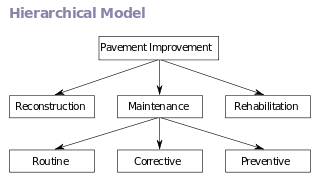 Hierarchical Model
Pavement Improvement
Reconstruction
Maintenance
Rehabilitation
Routine
Corrective
Preventive